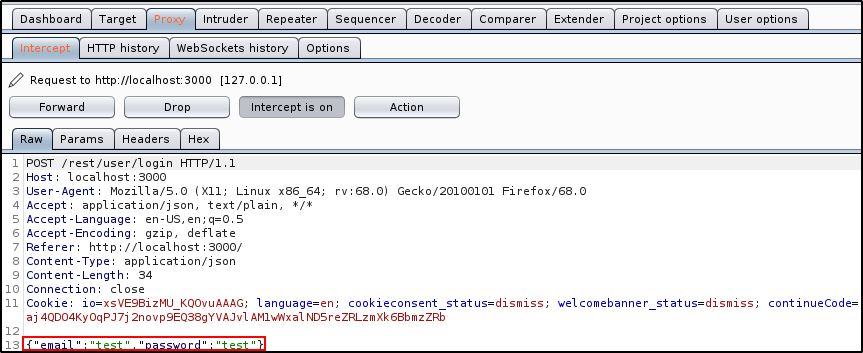 Dashboard Target Proxy Intruder Repeater Sequencer Decoder Comparer Extender Project options User options
Intercept HTTP history WebSockets history Options
Request to http://localhost:3000 [127.0.0.1]
Forward Drop Intercept is on Action
Raw Params Headers Hex
1 POST /rest/user/login HTTP/1.1
2 Host: localhost:3000
3 User-Agent: Mozilla/5.0 (X11; Linux x86_64; rv:68.0) Gecko/20100101 Firefox/68.0
4 Accept: application/json, text/plain, */*
5 Accept-Language: en-US,en;q=0.5
6 Accept-Encoding: gzip, deflate
7 Referer: http://localhost:3000/
8 Content-Type: application/json
9 Content-Length: 34
10 Connection: close
11 Cookie: io=xsVE9BizMU_KQOvuAAAG; language=en; cookieconsent_status=dismiss; welcomebanner_status=dismiss; continueCode=
aj4QDO4KyOqPJ7j2novp9EQ38gYVAJvlAM1wWxalND5reZRLzmXk6BbmzZRb
12
13 {"email":"test","password":"test"}